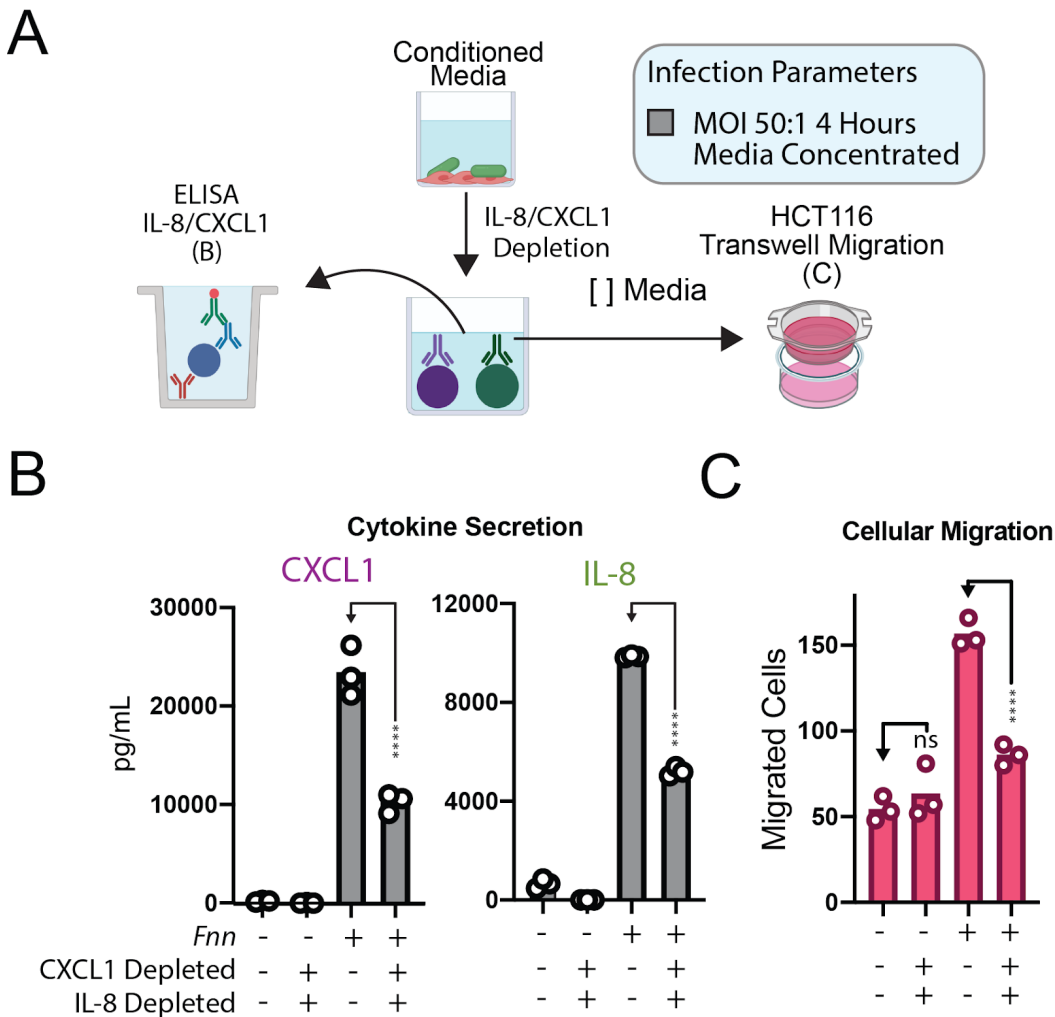 A
Conditioned
Media
Infection Parameters
MOI 50:1 4 Hours
Media Concentrated
ELISA
IL-8/CXCL1
(B)
IL-8/CXCL1
Depletion
[ ] Media
HCT116
Transwell Migration
(C)
B
Cytokine Secretion
CXCL1
IL-8
pg/mL
30000
20000
10000
0
****
12000
8000
4000
0
****
Fnn - - + +
CXCL1 Depleted - + - +
IL-8 Depleted - + - +
- - + +
- + - +
- + - +
C
Cellular Migration
Migrated Cells
150
100
50
0
ns
****
- - + +
- + - +
- + - +